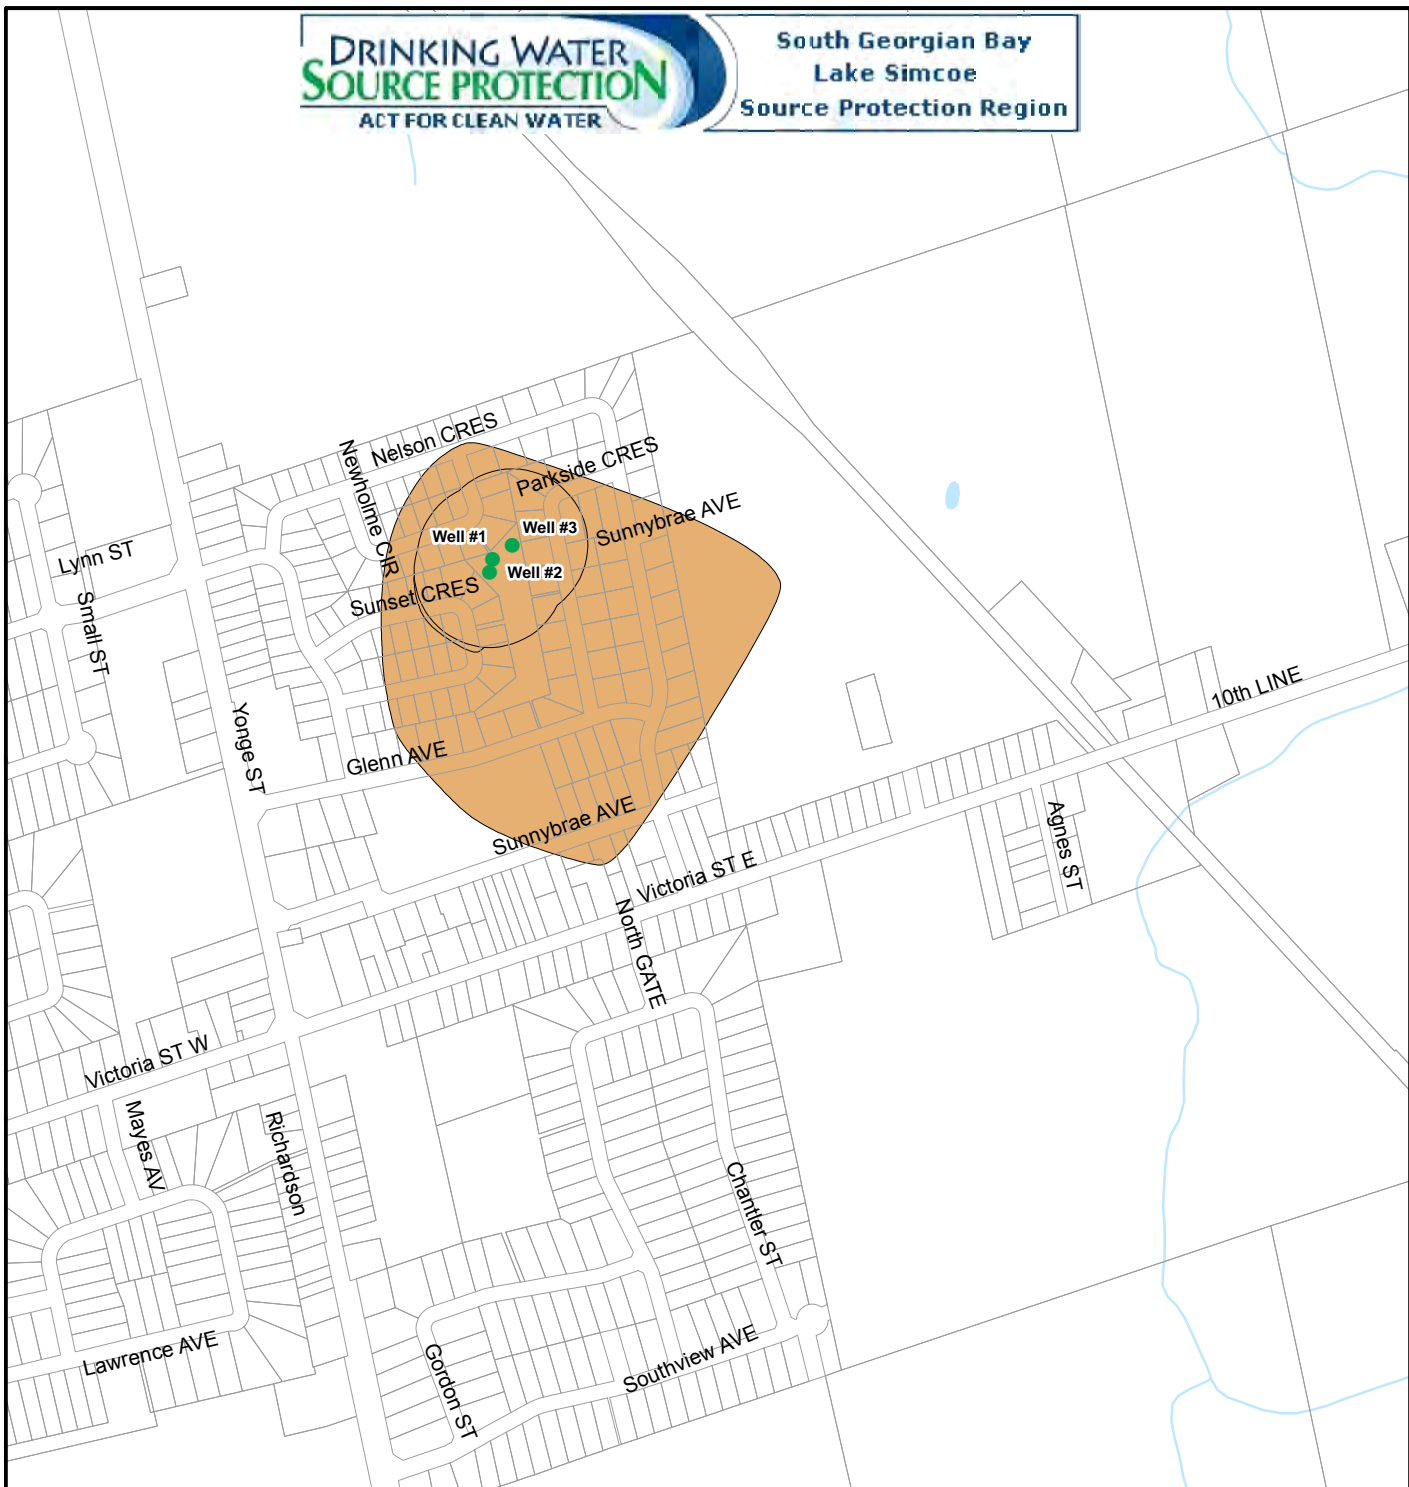 DRINKING WATER
SOURCE PROTECTION
ACT FOR CLEAN WATER
South Georgian Bay
Lake Simcoe
Source Protection Region
Nelson CRES
Newholme CIR
Parkside CRES
Sunnybrae AVE
Well #1
Well #3
Well #2
Sunset CRES
Lynn ST
Small ST
Yonge ST
Glenn AVE
Sunnybrae AVE
10th LINE
Agnes ST
Victoria ST E
North GATE
Victoria ST W
Mayes AV
Richardson
Chantler ST
Lawrence AVE
Gordon ST
Southview AVE